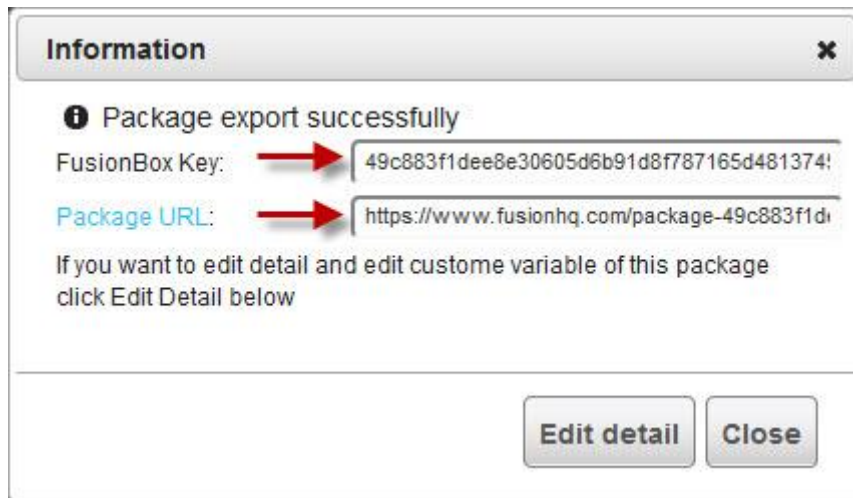 Information
Package export successfully
FusionBox Key: 49c883f1dee8e30605d6b91d8f787165d4813745
Package URL: https://www.fusionhq.com/package-49c883f1d
If you want to edit detail and edit custome variable of this package
click Edit Detail below
Edit detail Close